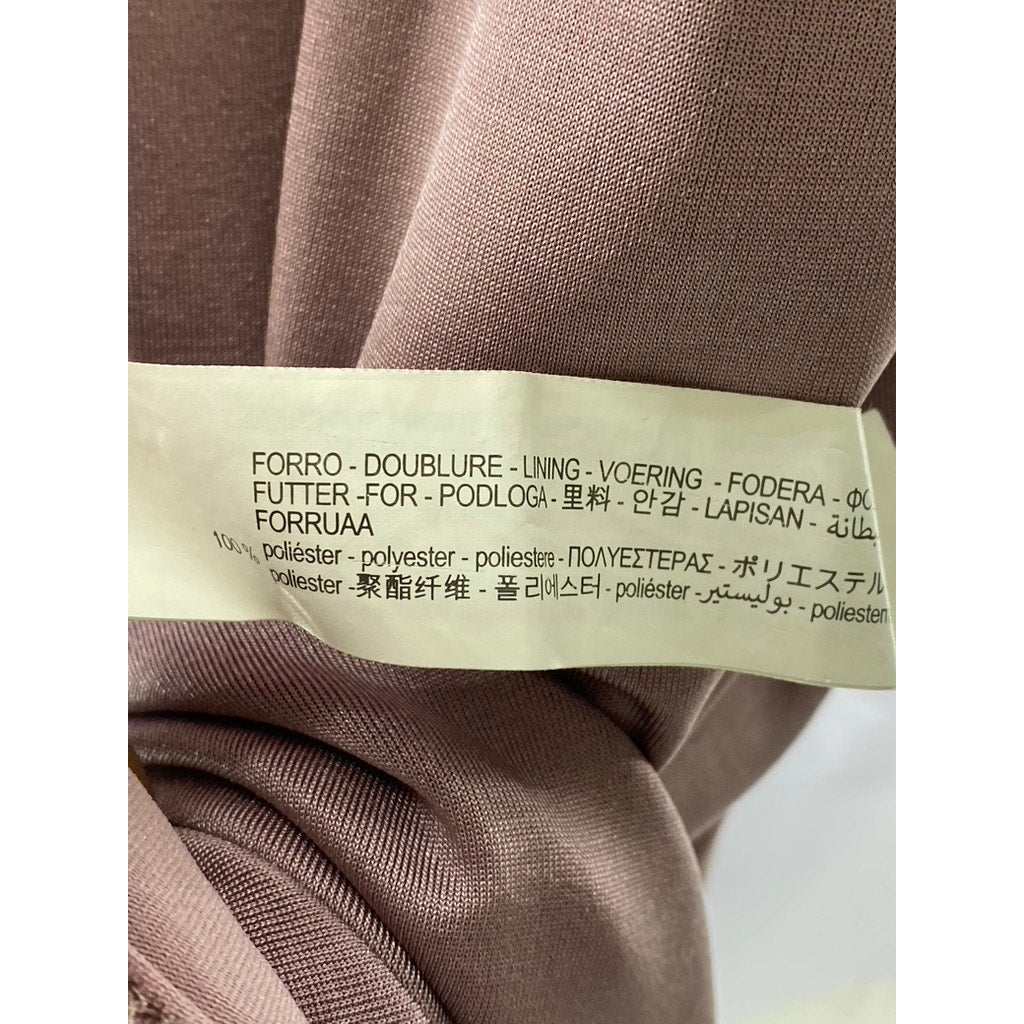 FORRO - DOUBLURE - LINING - VOERING - FODERA -
FUTTER -FOR - PODLOGA - 里料 - 안감 - LAPISAN - بطانة
FORRUAA
100% poliéster - polyester - poliestere - ΠΟΛΥΕΣΤΕΡΑΣ - ポリエステル
poliester -聚酯纤维 - 폴리에스터 - poliéster - بوليستير -